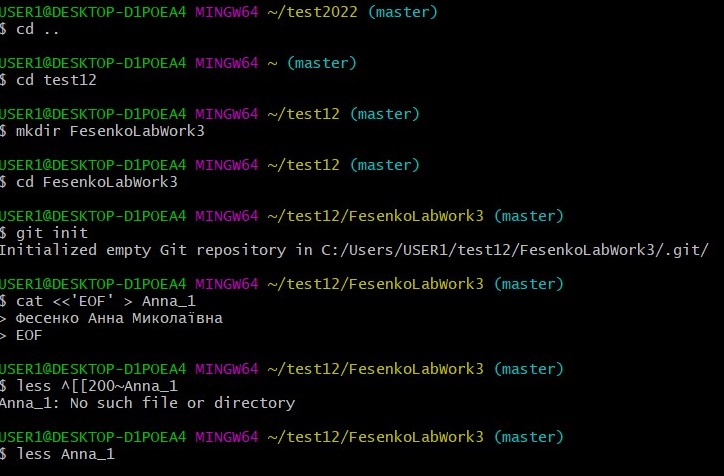 USER1@DESKTOP-D1POEA4 MINGW64 ~/test2022 (master)
$ cd ..
USER1@DESKTOP-D1POEA4 MINGW64 ~ (master)
$ cd test12
USER1@DESKTOP-D1POEA4 MINGW64 ~/test12 (master)
$ mkdir FesenkoLabWork3
USER1@DESKTOP-D1POEA4 MINGW64 ~/test12 (master)
$ cd FesenkoLabWork3
USER1@DESKTOP-D1POEA4 MINGW64 ~/test12/FesenkoLabWork3 (master)
$ git init
Initialized empty Git repository in C:/Users/USER1/test12/FesenkoLabWork3/.git/
USER1@DESKTOP-D1POEA4 MINGW64 ~/test12/FesenkoLabWork3 (master)
$ cat <<'EOF' > Anna_1
> Фесенко Анна Миколаївна
> EOF
USER1@DESKTOP-D1POEA4 MINGW64 ~/test12/FesenkoLabWork3 (master)
$ less ^[[200~Anna_1
Anna_1: No such file or directory
USER1@DESKTOP-D1POEA4 MINGW64 ~/test12/FesenkoLabWork3 (master)
$ less Anna_1